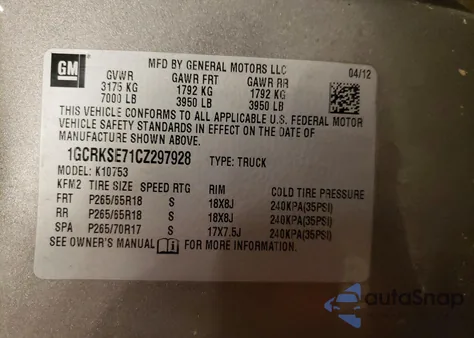 GM
MFD BY GENERAL MOTORS LLC
04/12
GVWR GAWR FRT GAWR RR
3175 KG 1792 KG 1792 KG
7000 LB 3950 LB 3950 LB
THIS VEHICLE CONFORMS TO ALL APPLICABLE U.S. FEDERAL MOTOR
VEHICLE SAFETY STANDARDS IN EFFECT ON THE DATE OF
MANUFACTURE SHOWN ABOVE.
1GCRKSE71CZ297928 TYPE: TRUCK
MODEL: K10753
KFM2 TIRE SIZE SPEED RTG RIM COLD TIRE PRESSURE
FRT P265/65R18 S 18X8J 240KPA(35PSI)
RR P265/65R18 S 18X8J 240KPA(35PSI)
SPA P265/70R17 S 17X7.5J 240KPA(35PSI)
SEE OWNER'S MANUAL FOR MORE INFORMATION.
autoSnap